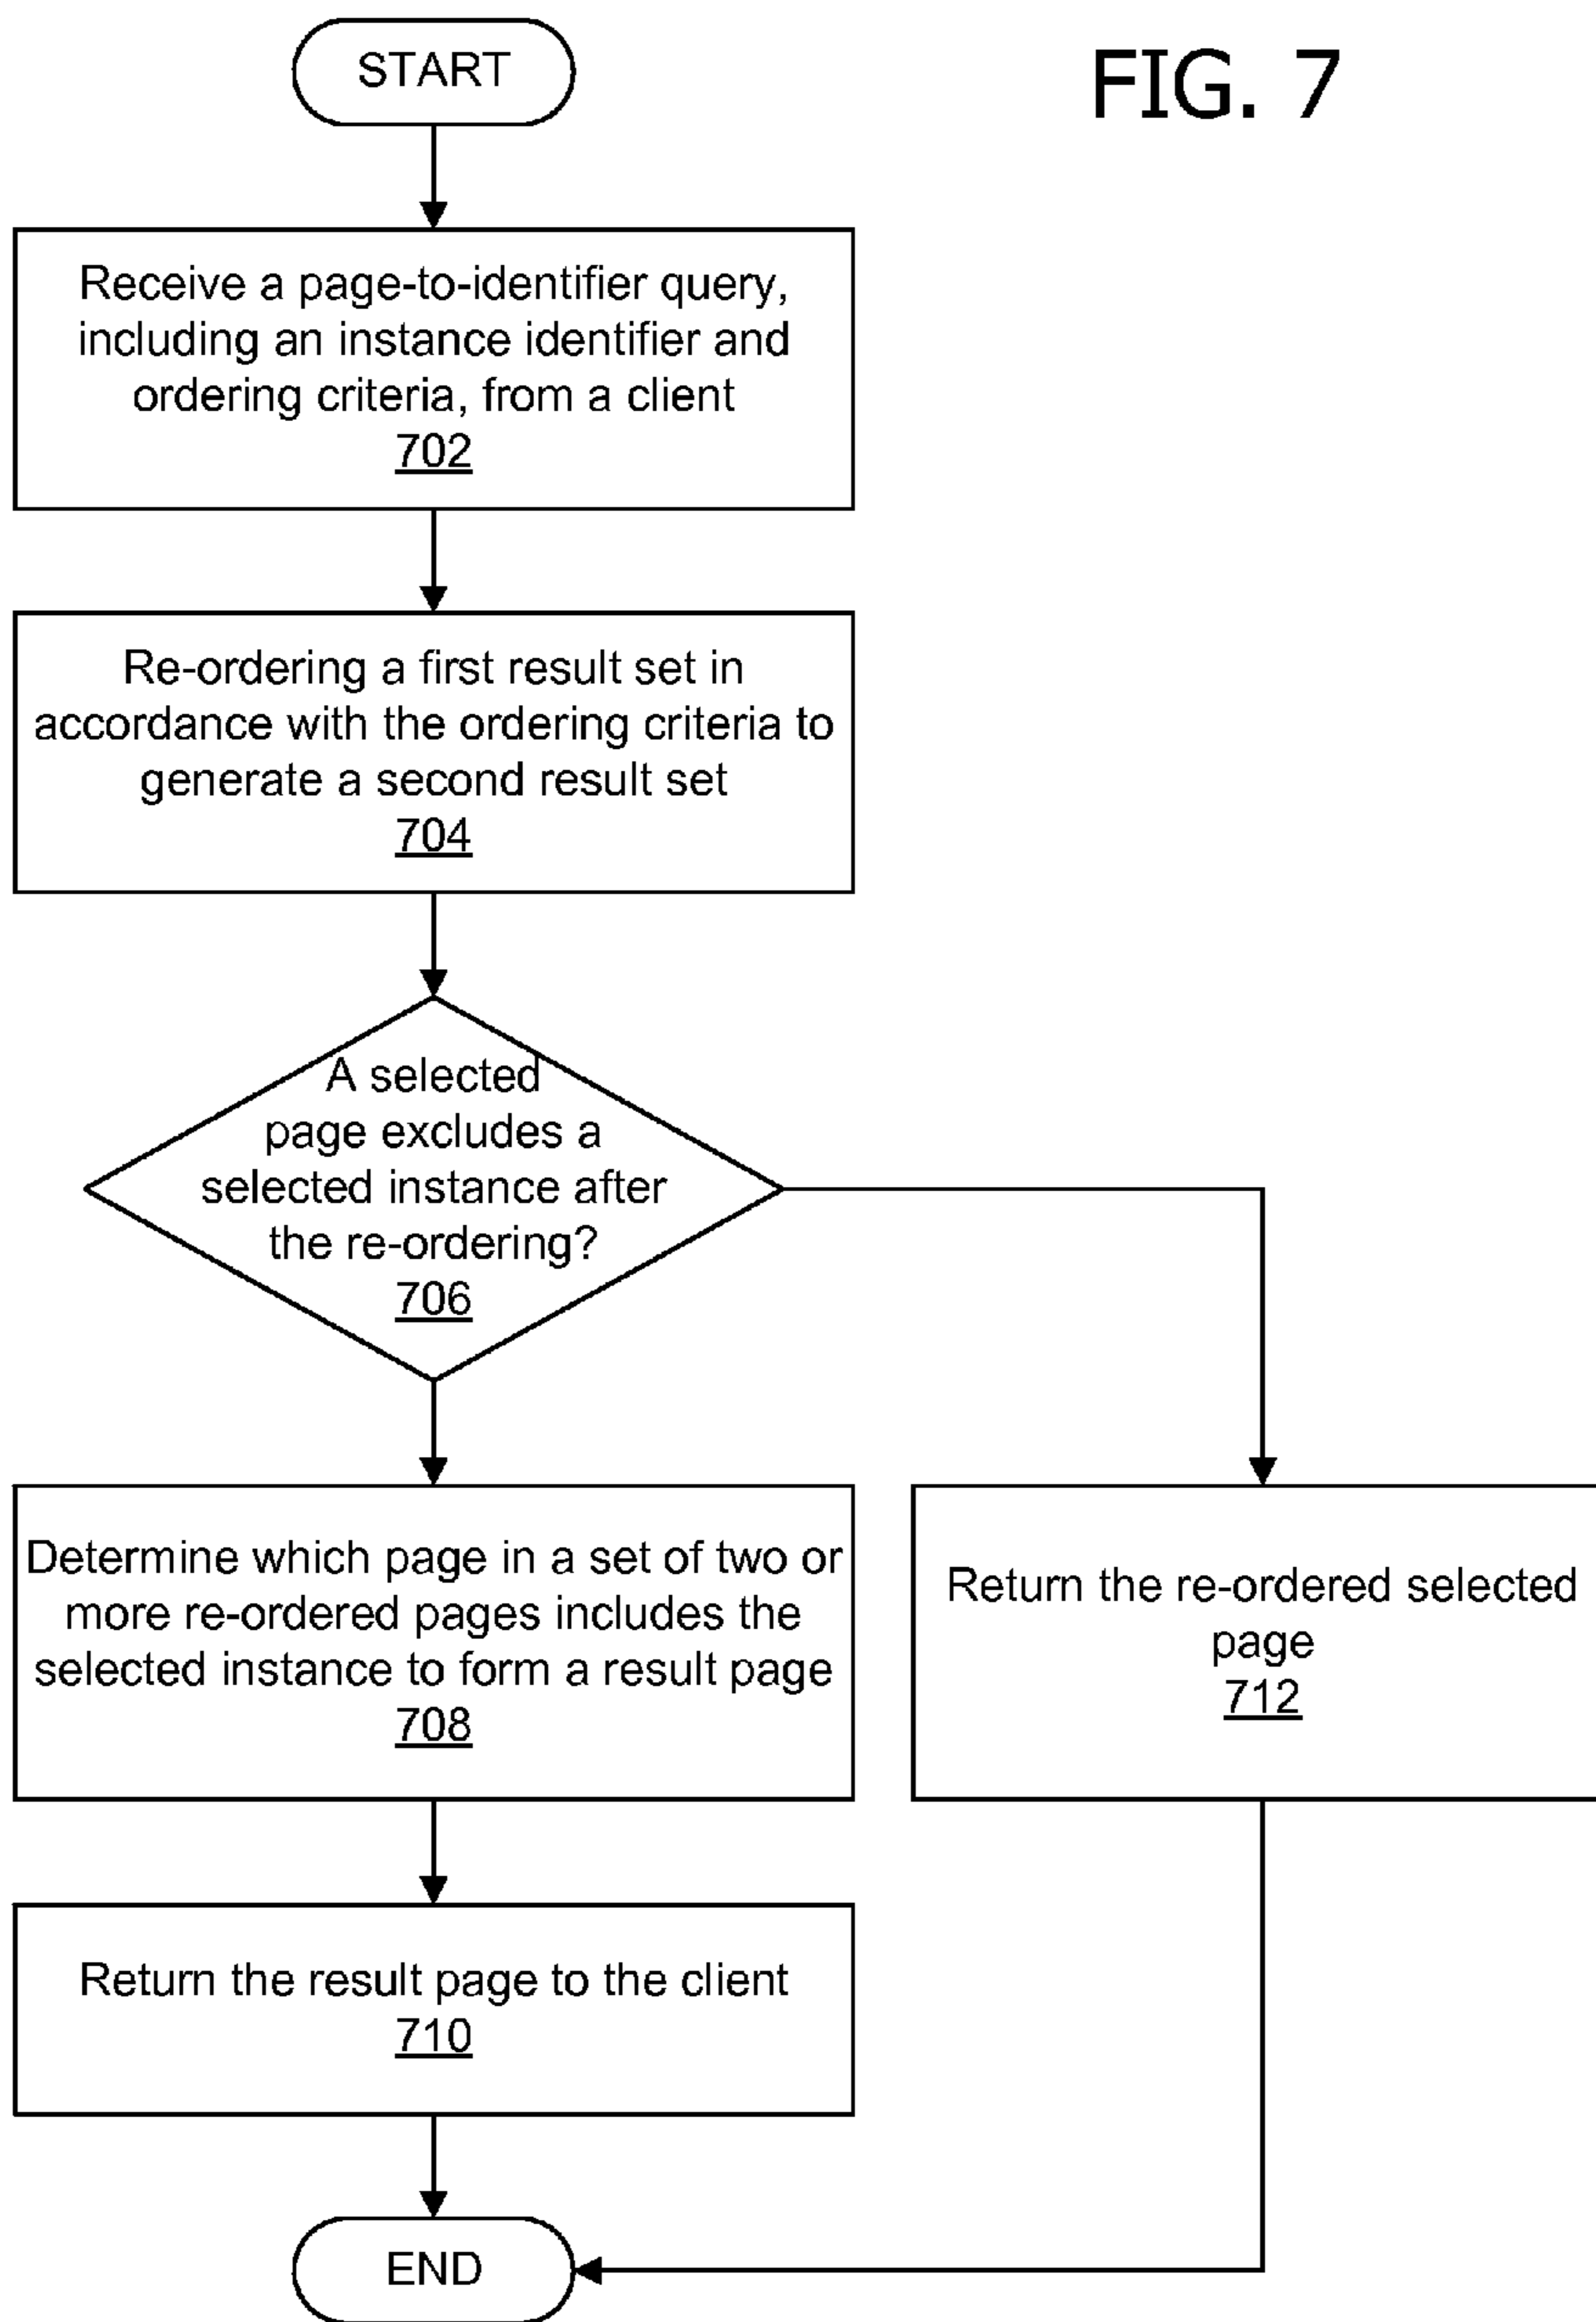 START
FIG. 7
Receive a page-to-identifier query,
including an instance identifier and
ordering criteria, from a client
702
Re-ordering a first result set in
accordance with the ordering criteria to
generate a second result set
704
A selected
page excludes a
selected instance after
the re-ordering?
706
Determine which page in a set of two or
more re-ordered pages includes the
selected instance to form a result page
708
Return the re-ordered selected
page
712
Return the result page to the client
710
END